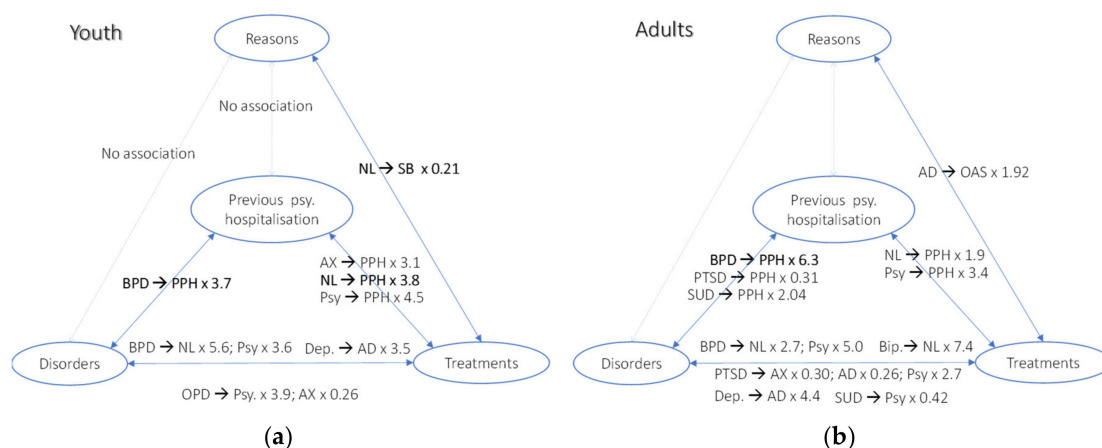 Youth
Reasons
No association
No association
NL → SB x 0.21
Previous psy.
hospitalisation
BPD → PPH x 3.7
AX → PPH x 3.1
NL → PPH x 3.8
Psy → PPH x 4.5
Disorders
BPD → NL x 5.6; Psy x 3.6
Dep. → AD x 3.5
Treatments
OPD → Psy. x 3.9; AX x 0.26
(a)
Adults
Reasons
AD → OAS x 1.92
Previous psy.
hospitalisation
BPD → PPH x 6.3
PTSD → PPH x 0.31
SUD → PPH x 2.04
NL → PPH x 1.9
Psy → PPH x 3.4
Disorders
BPD → NL x 2.7; Psy x 5.0
Bip. → NL x 7.4
Treatments
PTSD → AX x 0.30; AD x 0.26; Psy x 2.7
Dep. → AD x 4.4
SUD → Psy x 0.42
(b)